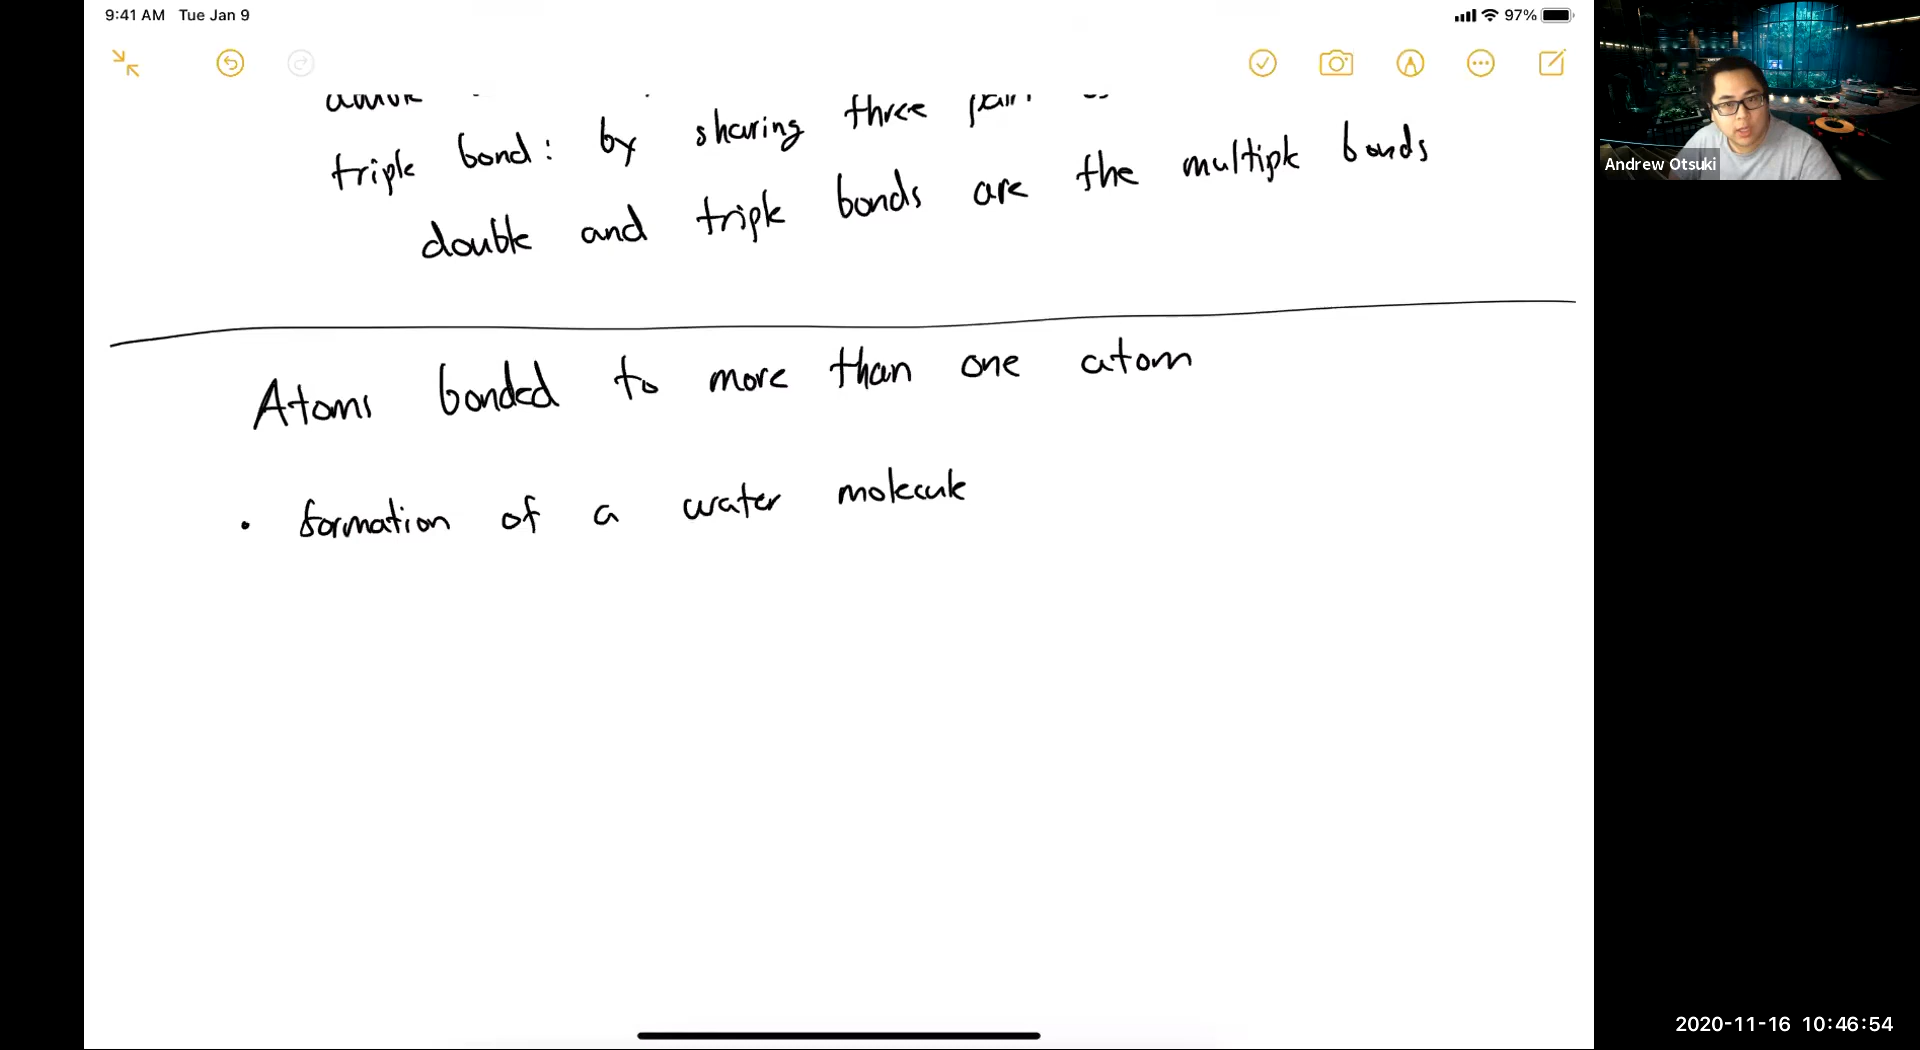 9:41 AM Tue Jan 9 97%
triple bond: by sharing three pair
double and triple bonds are the multiple bonds
Atoms bonded to more than one atom
• formation of a water molecule
Andrew Otsuki
2020-11-16 10:46:54